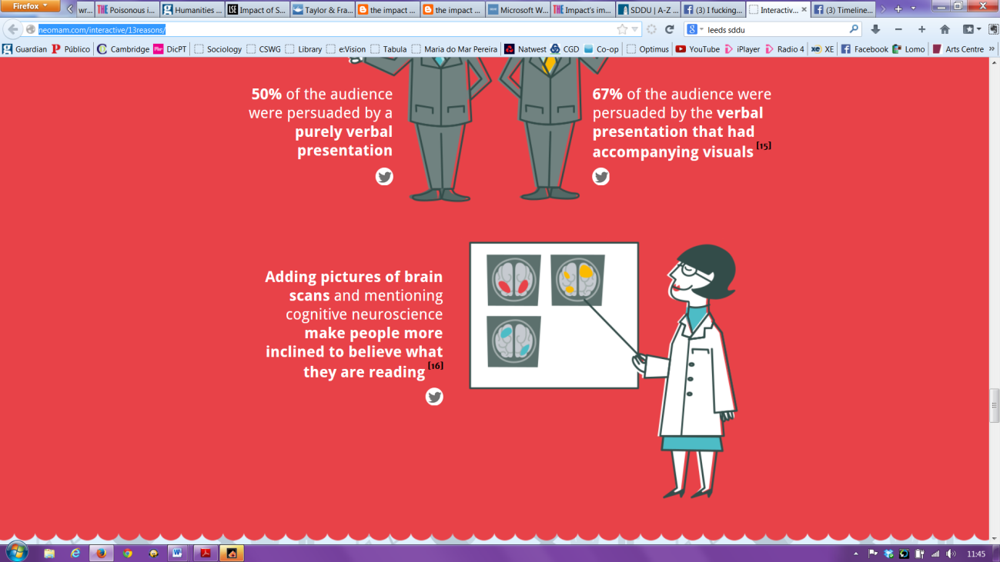 Firefox
wr... Poisonous i... Humanities ... Impact of S... Taylor & Fra... the impact ... the impact ... Microsoft W... Impact's im... SDDU | A-Z ... (3) I fucking... Interactiv... (3) Timeline...
neomam.com/interactive/13reasons/ leeds sddu
Guardian Público Cambridge DicPT Sociology CSWG Library e:Vision Tabula Maria do Mar Pereira Natwest CGD Co-op Optimus YouTube iPlayer Radio 4 XE Facebook Lomo Arts Centre »
50% of the audience
were persuaded by a
purely verbal
presentation
67% of the audience were
persuaded by the verbal
presentation that had
accompanying visuals [15]
Adding pictures of brain
scans and mentioning
cognitive neuroscience
make people more
inclined to believe what
they are reading [16]
11:45